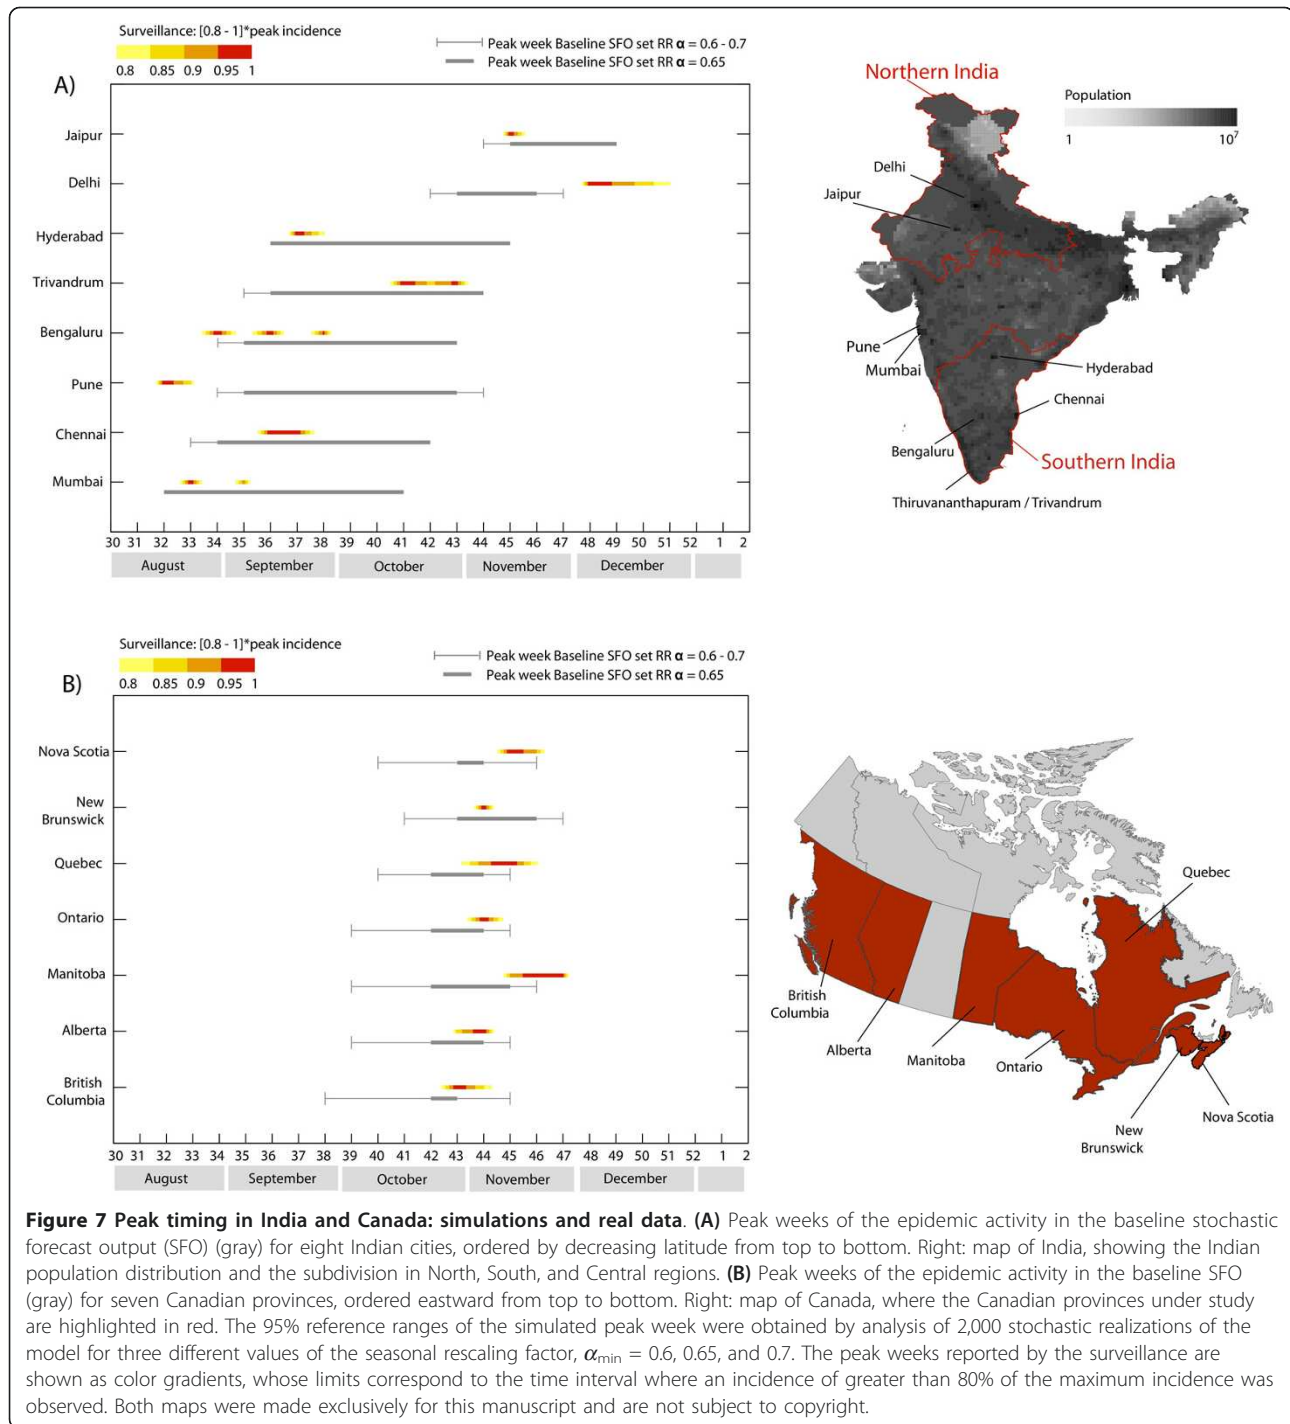 Surveillance: [0.8 - 1]*peak incidence
0.8 0.85 0.9 0.95 1
Peak week Baseline SFO set RR α = 0.6 - 0.7
Peak week Baseline SFO set RR α = 0.65
A)
Jaipur
Delhi
Hyderabad
Trivandrum
Bengaluru
Pune
Chennai
Mumbai
30 31 32 33 34 35 36 37 38 39 40 41 42 43 44 45 46 47 48 49 50 51 52 1 2
August September October November December
Northern India
Population
1 10⁷
Delhi
Jaipur
Pune
Mumbai
Hyderabad
Chennai
Bengaluru
Southern India
Thiruvananthapuram / Trivandrum
Surveillance: [0.8 - 1]*peak incidence
0.8 0.85 0.9 0.95 1
Peak week Baseline SFO set RR α = 0.6 - 0.7
Peak week Baseline SFO set RR α = 0.65
B)
Nova Scotia
New
Brunswick
Quebec
Ontario
Manitoba
Alberta
British
Columbia
30 31 32 33 34 35 36 37 38 39 40 41 42 43 44 45 46 47 48 49 50 51 52 1 2
August September October November December
Quebec
British
Columbia
Alberta
Manitoba
Ontario
New
Brunswick
Nova Scotia
Figure 7 Peak timing in India and Canada: simulations and real data. (A) Peak weeks of the epidemic activity in the baseline stochastic
forecast output (SFO) (gray) for eight Indian cities, ordered by decreasing latitude from top to bottom. Right: map of India, showing the Indian
population distribution and the subdivision in North, South, and Central regions. (B) Peak weeks of the epidemic activity in the baseline SFO
(gray) for seven Canadian provinces, ordered eastward from top to bottom. Right: map of Canada, where the Canadian provinces under study
are highlighted in red. The 95% reference ranges of the simulated peak week were obtained by analysis of 2,000 stochastic realizations of the
model for three different values of the seasonal rescaling factor, αmin = 0.6, 0.65, and 0.7. The peak weeks reported by the surveillance are
shown as color gradients, whose limits correspond to the time interval where an incidence of greater than 80% of the maximum incidence was
observed. Both maps were made exclusively for this manuscript and are not subject to copyright.